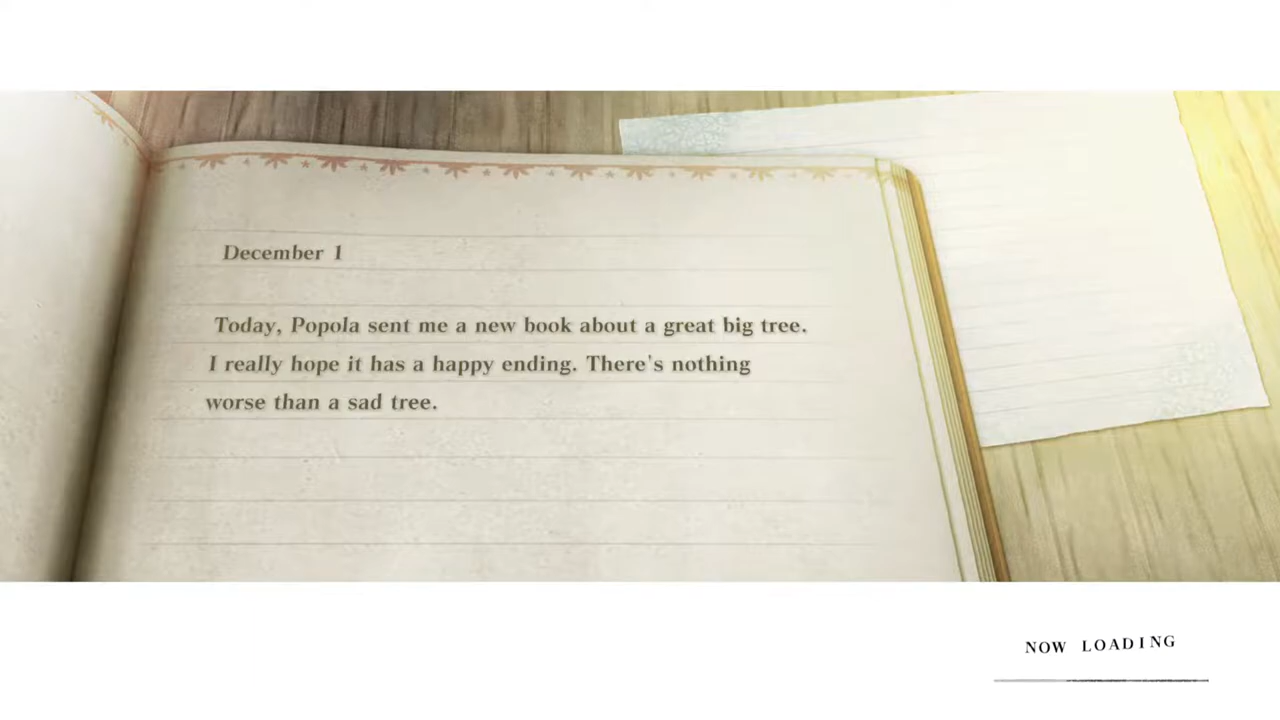 December 1
Today, Popola sent me a new book about a great big tree.
I really hope it has a happy ending. There's nothing
worse than a sad tree.
NOW LOADING